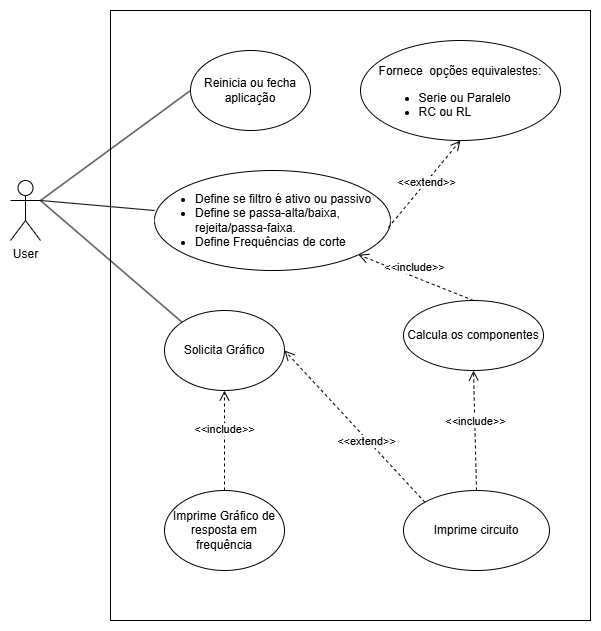 Reinicia ou fecha
aplicação
Fornece  opções equivalestes:
• Serie ou Paralelo
• RC ou RL
<<extend>>
• Define se filtro é ativo ou passivo
• Define se passa-alta/baixa,
rejeita/passa-faixa.
• Define Frequências de corte
User
<<include>>
Solicita Gráfico
Calcula os componentes
<<include>>
<<extend>>
<<include>>
Imprime Gráfico de
resposta em
frequência
Imprime circuito